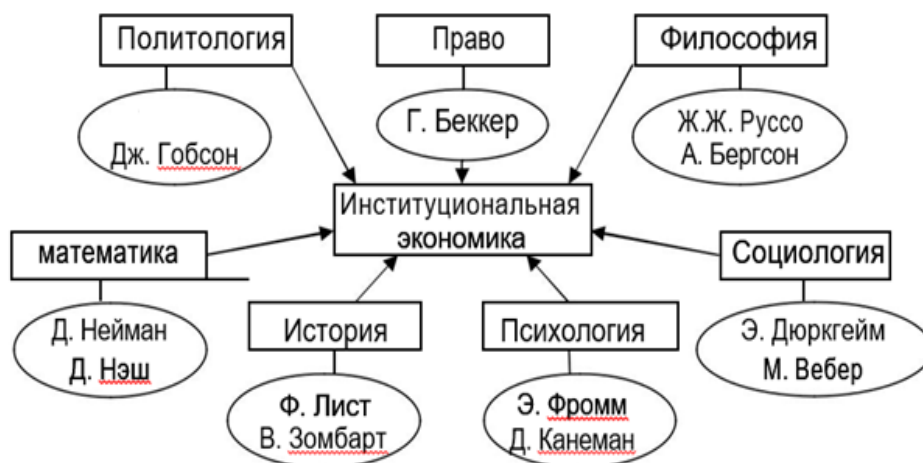 Политология
Право
Философия
Дж. Гобсон
Г. Беккер
Ж.Ж. Руссо
А. Бергсон
Институциональная
экономика
математика
Социология
Д. Нейман
Д. Нэш
История
Психология
Э. Дюркгейм
М. Вебер
Ф. Лист
В. Зомбарт
Э. Фромм
Д. Канеман